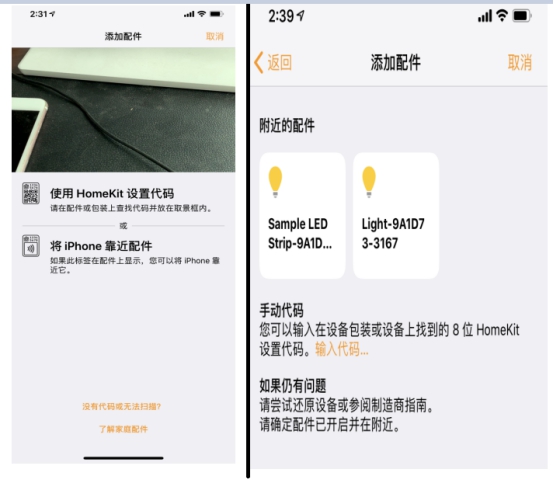 2:31
添加配件
取消
使用 HomeKit 设置代码
请在配件或包装上查找代码并放在取景框内。
或
将 iPhone 靠近配件
如果此标签在配件上显示，您可以将 iPhone 靠
近它。
没有代码或无法扫描?
了解家庭配件
2:39
返回
添加配件
取消
附近的配件
Sample LED
Strip-9A1D...
Light-9A1D7
3-3167
手动代码
您可以输入在设备包装或设备上找到的 8 位 HomeKit
设置代码。输入代码...
如果仍有问题
请尝试还原设备或参阅制造商指南。
请确定配件已开启并在附近。